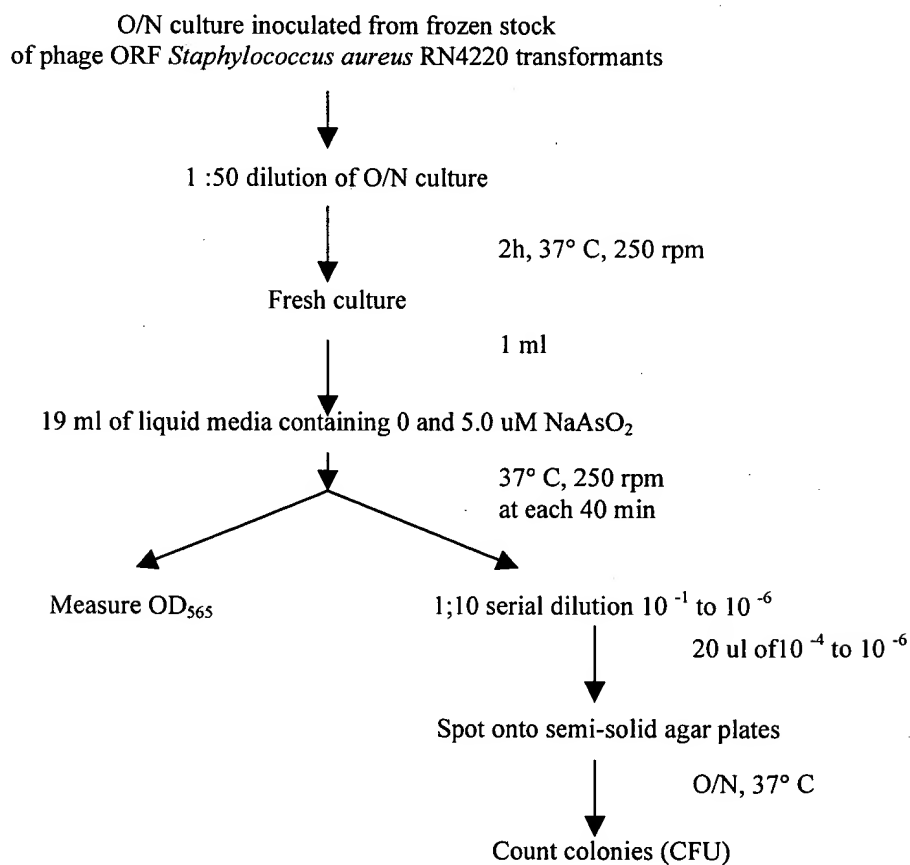 O/N culture inoculated from frozen stock
of phage ORF Staphylococcus aureus RN4220 transformants
1 :50 dilution of O/N culture
2h, 37° C, 250 rpm
Fresh culture
1 ml
19 ml of liquid media containing 0 and 5.0 uM NaAsO₂
37° C, 250 rpm
at each 40 min
Measure OD₅₆₅
1;10 serial dilution 10⁻¹ to 10⁻⁶
20 ul of10⁻⁴ to 10⁻⁶
Spot onto semi-solid agar plates
O/N, 37° C
Count colonies (CFU)